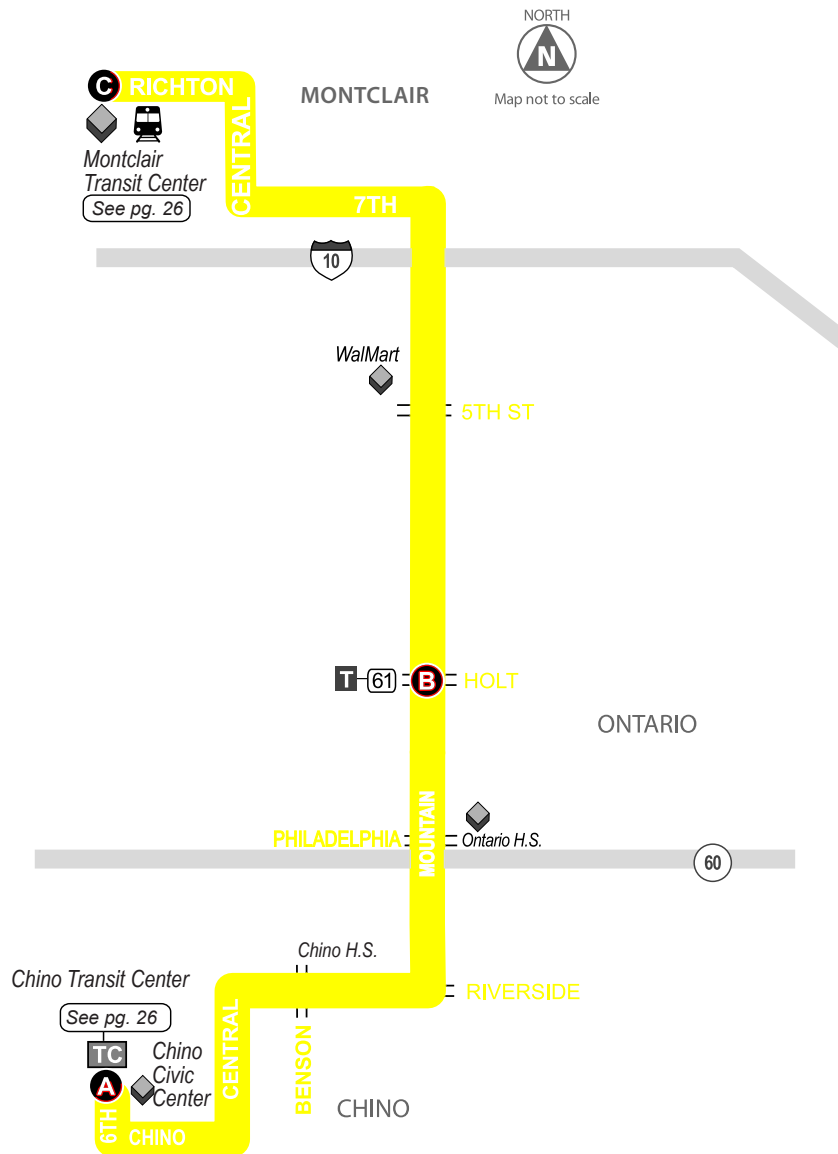 NORTH
N
Map not to scale
C
RICHTON
MONTCLAIR
CENTRAL
Montclair
Transit Center
See pg. 26
7TH
10
WalMart
5TH ST
T
61
B
HOLT
ONTARIO
MOUNTAIN
PHILADELPHIA
Ontario H.S.
60
Chino H.S.
Chino Transit Center
See pg. 26
RIVERSIDE
TC
Chino
Civic
Center
A
CENTRAL
BENSON
6TH
CHINO
CHINO